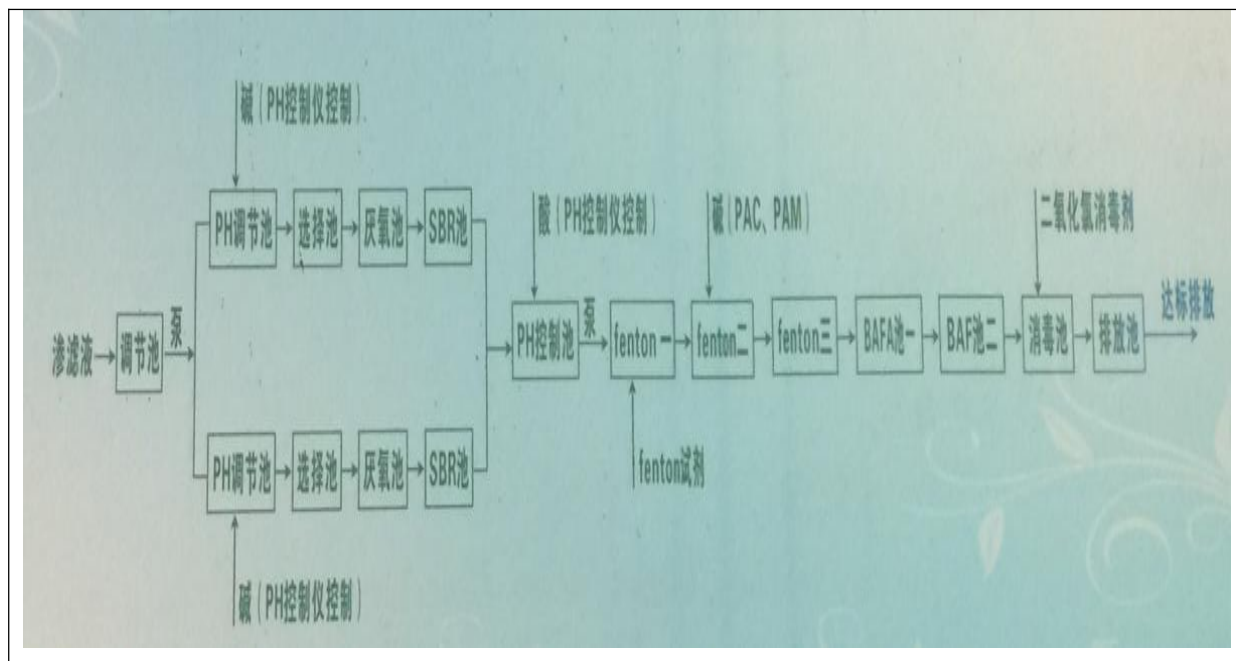 碱（PH控制仪控制）
PH调节池
选择池
厌氧池
SBR池
渗滤液
调节池
泵
酸（PH控制仪控制）
碱（PAC、PAM）
二氧化氯消毒剂
PH控制池
泵
fenton一
fenton二
fenton三
BAFA池一
BAF池二
消毒池
排放池
达标排放
fenton试剂
PH调节池
选择池
厌氧池
SBR池
碱（PH控制仪控制）